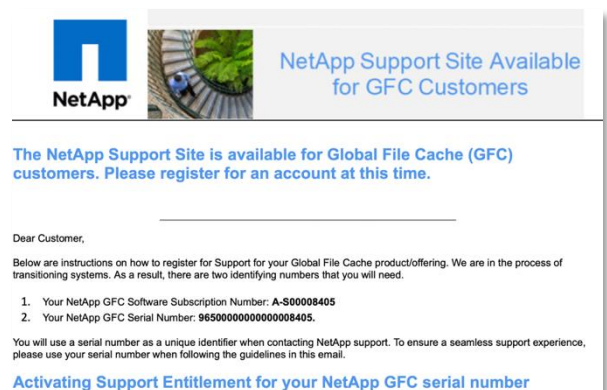 NetApp
NetApp Support Site Available
for GFC Customers
The NetApp Support Site is available for Global File Cache (GFC)
customers. Please register for an account at this time.
Dear Customer,
Below are instructions on how to register for Support for your Global File Cache product/offering. We are in the process of
transitioning systems. As a result, there are two identifying numbers that you will need.
1. Your NetApp GFC Software Subscription Number: A-S00008405
2. Your NetApp GFC Serial Number: 96500000000000008405.
You will use a serial number as a unique identifier when contacting NetApp support. To ensure a seamless support experience,
please use your serial number when following the guidelines in this email.
Activating Support Entitlement for your NetApp GFC serial number